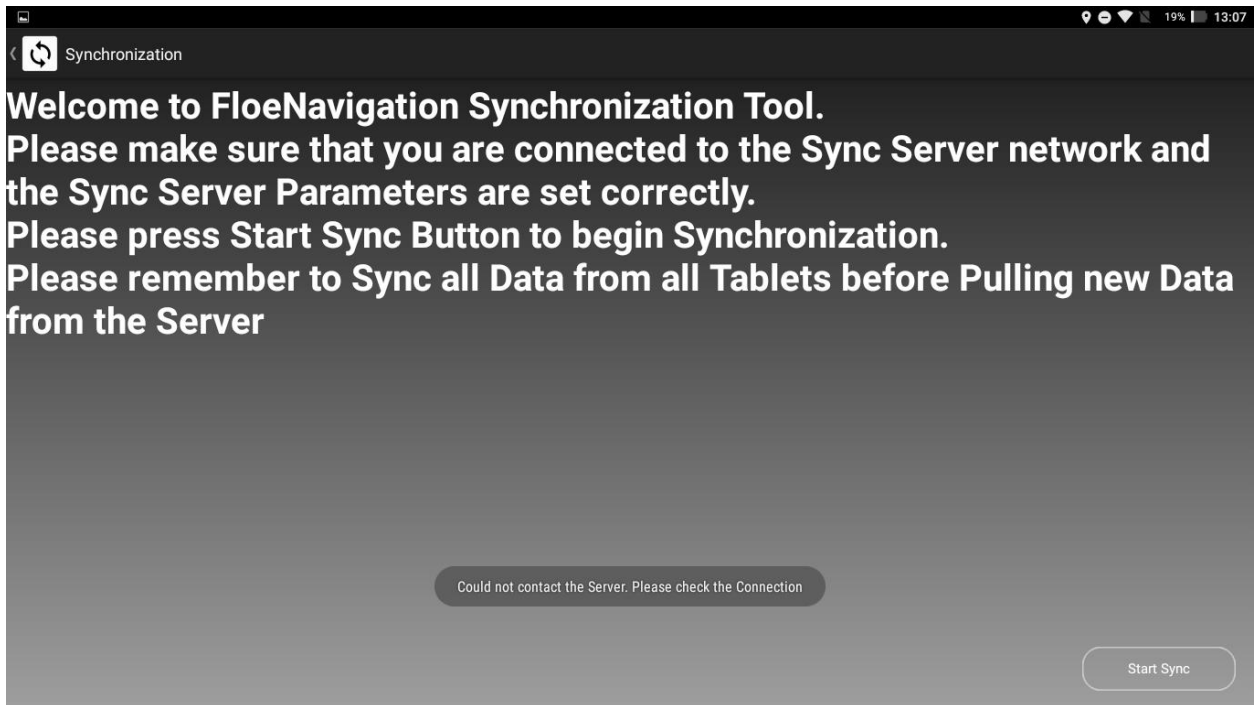 19% 13:07
Synchronization
Welcome to FloeNavigation Synchronization Tool.
Please make sure that you are connected to the Sync Server network and
the Sync Server Parameters are set correctly.
Please press Start Sync Button to begin Synchronization.
Please remember to Sync all Data from all Tablets before Pulling new Data
from the Server
Could not contact the Server. Please check the Connection
Start Sync